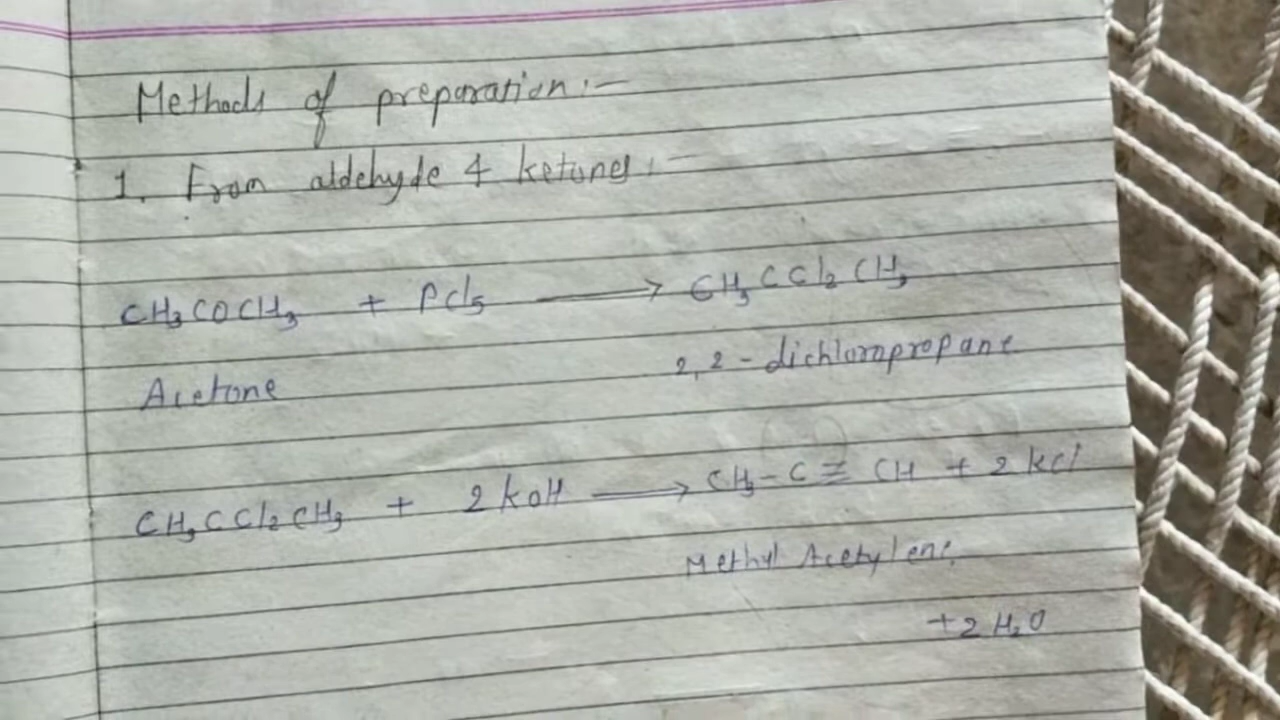 Methods of preparation :-
1. From aldehyde & ketones :-
CH₃COCH₃ + PCl₅ ⟶ CH₃CCl₂CH₃
Acetone 2,2-dichloropropane
CH₃CCl₂CH₃ + 2KOH ⟶ CH₃-C≡CH + 2KCl
Methyl Acetylene
+2H₂O